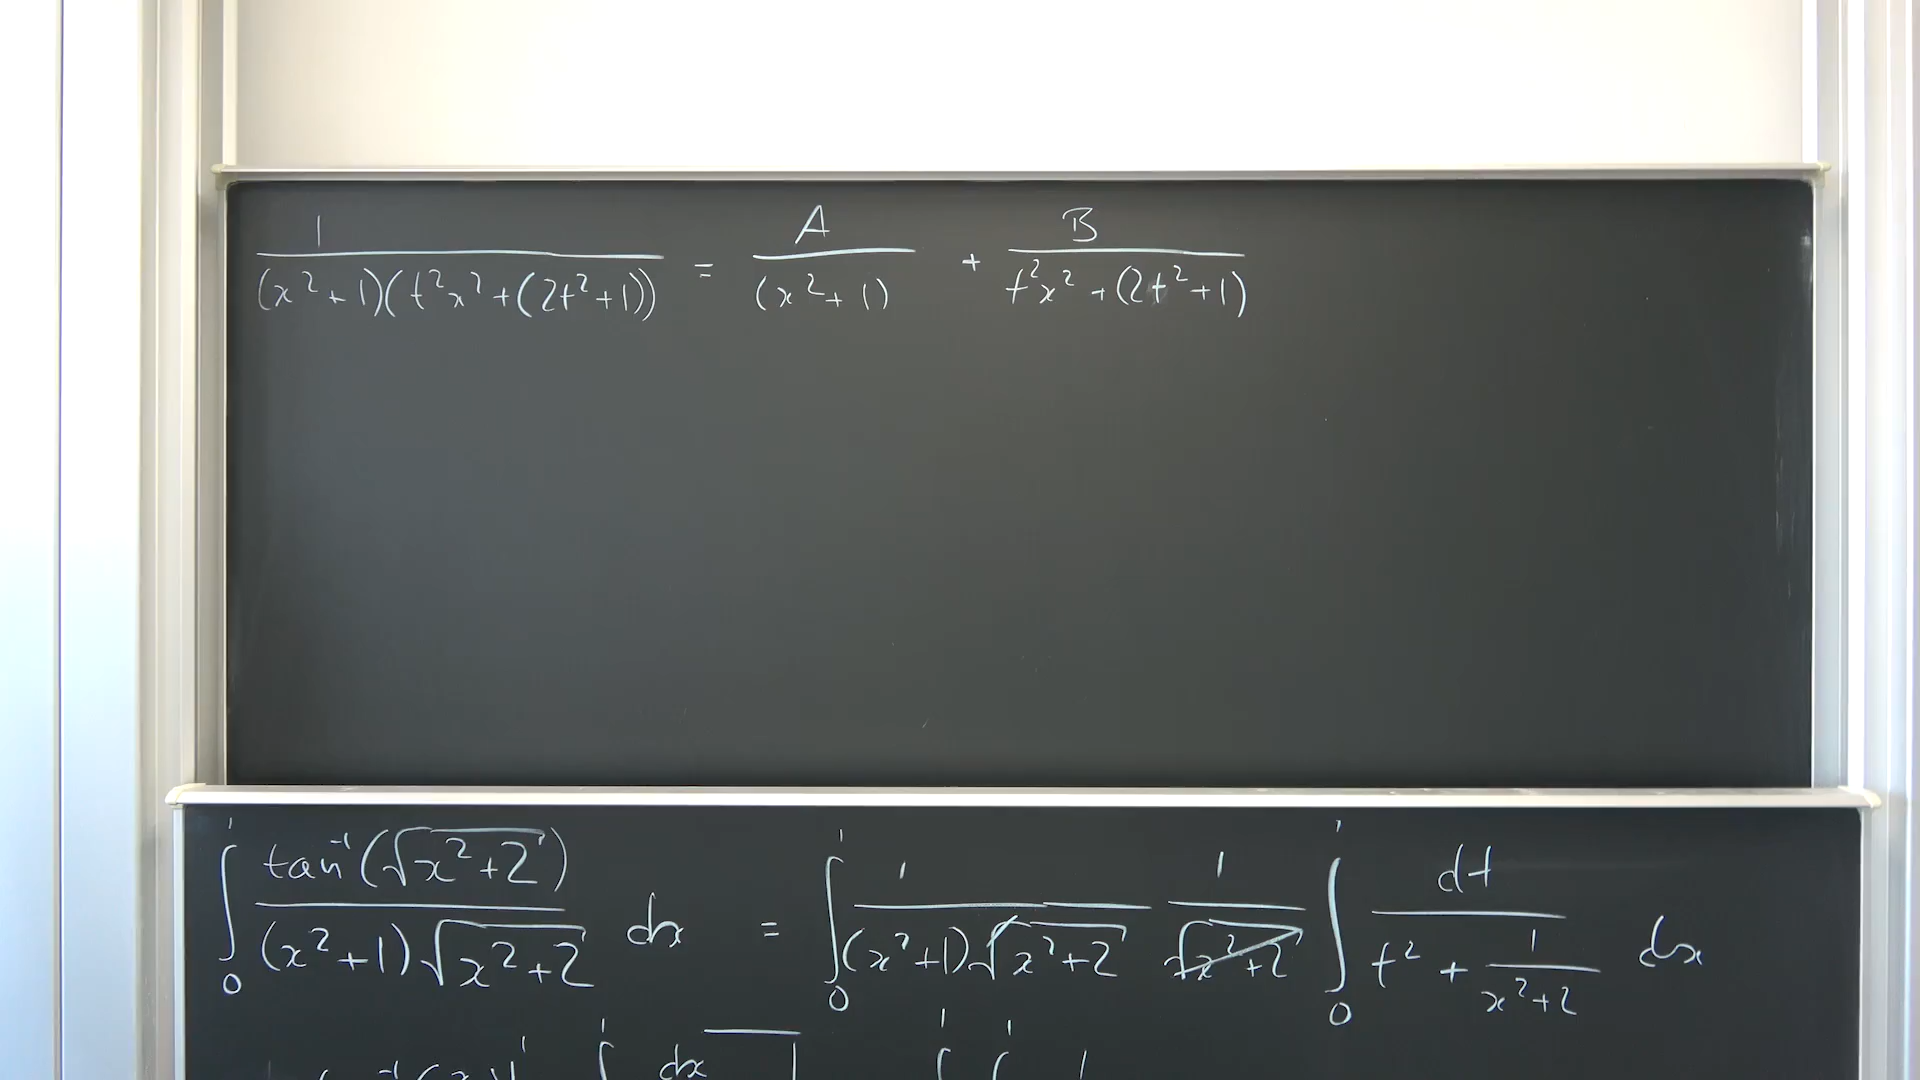 1/((x²+1)(t²x²+(2t²+1))) = A/(x²+1) + B/(t²x²+(2t²+1))
∫₀¹ tan⁻¹(√(x²+2))/((x²+1)√(x²+2)) dx = ∫₀¹ 1/((x²+1)√(x²+2)) 1/√(x²+2) ∫₀¹ dt/(t² + 1/(x²+2)) dx